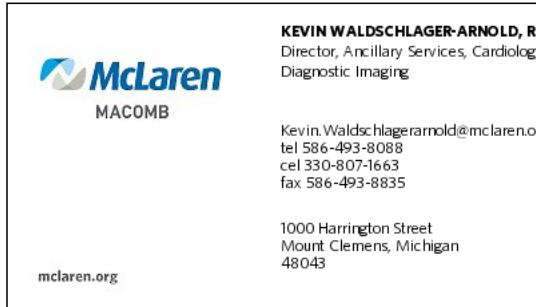 McLaren
MACOMB
mclaren.org
KEVIN WALDSCHLAGER-ARNOLD, R
Director, Ancillary Services, Cardiolog
Diagnostic Imaging
Kevin.Waldschlagerarnold@mclaren.o
tel 586-493-8088
cel 330-807-1663
fax 586-493-8835
1000 Harrington Street
Mount Clemens, Michigan
48043